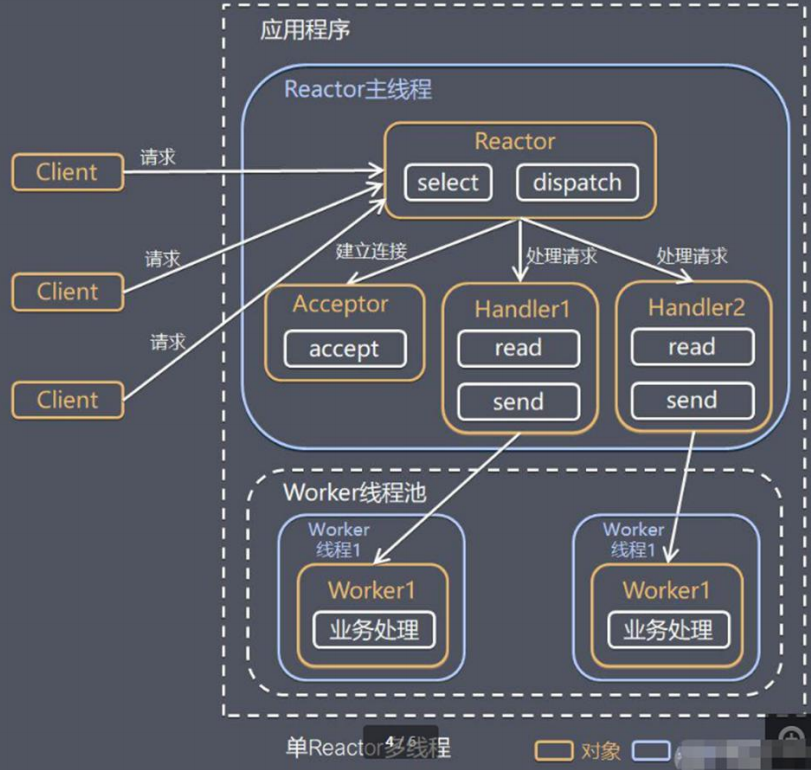 应用程序
Reactor主线程
Reactor
select
dispatch
Client
请求
Client
请求
Client
请求
建立连接
处理请求
处理请求
Acceptor
accept
Handler1
read
send
Handler2
read
send
Worker线程池
Worker
线程1
Worker1
业务处理
Worker
线程1
Worker1
业务处理
单Reactor多线程
4 / 6
对象